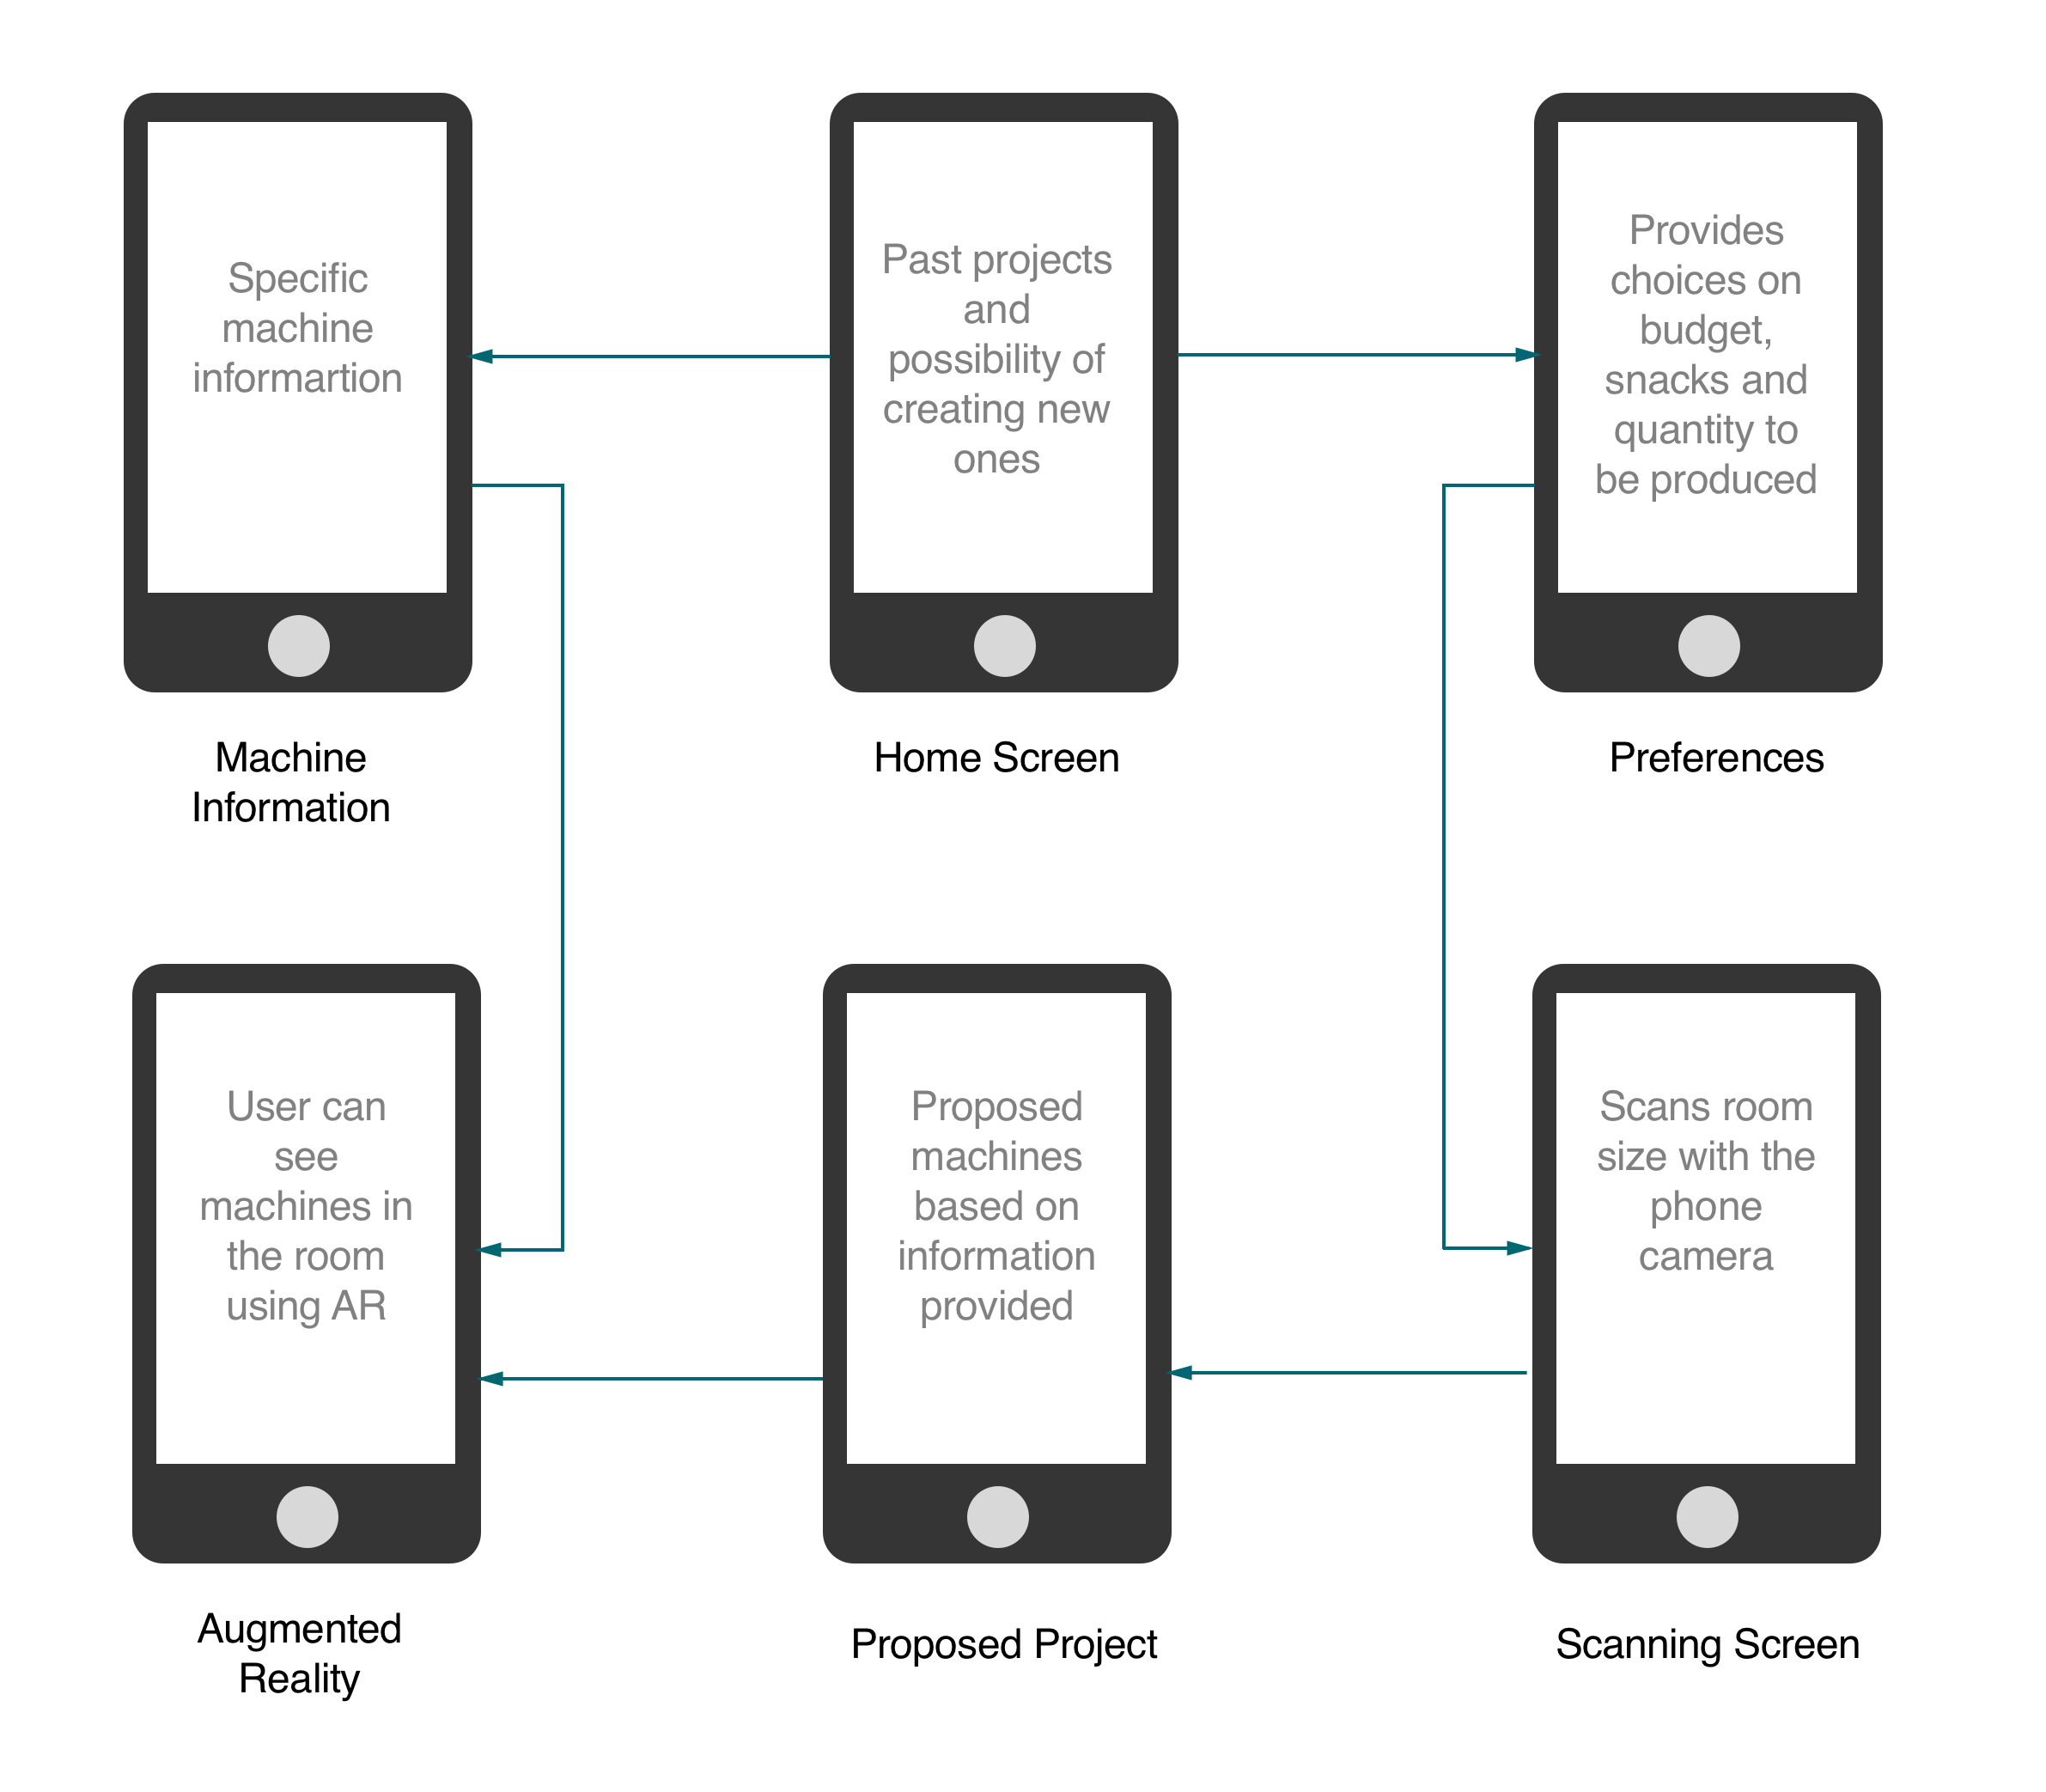 Specific
machine
informartion
Machine
Information
Past projects
and
possibility of
creating new
ones
Home Screen
Provides
choices on
budget,
snacks and
quantity to
be produced
Preferences
User can
see
machines in
the room
using AR
Augmented
Reality
Proposed
machines
based on
information
provided
Proposed Project
Scans room
size with the
phone
camera
Scanning Screen